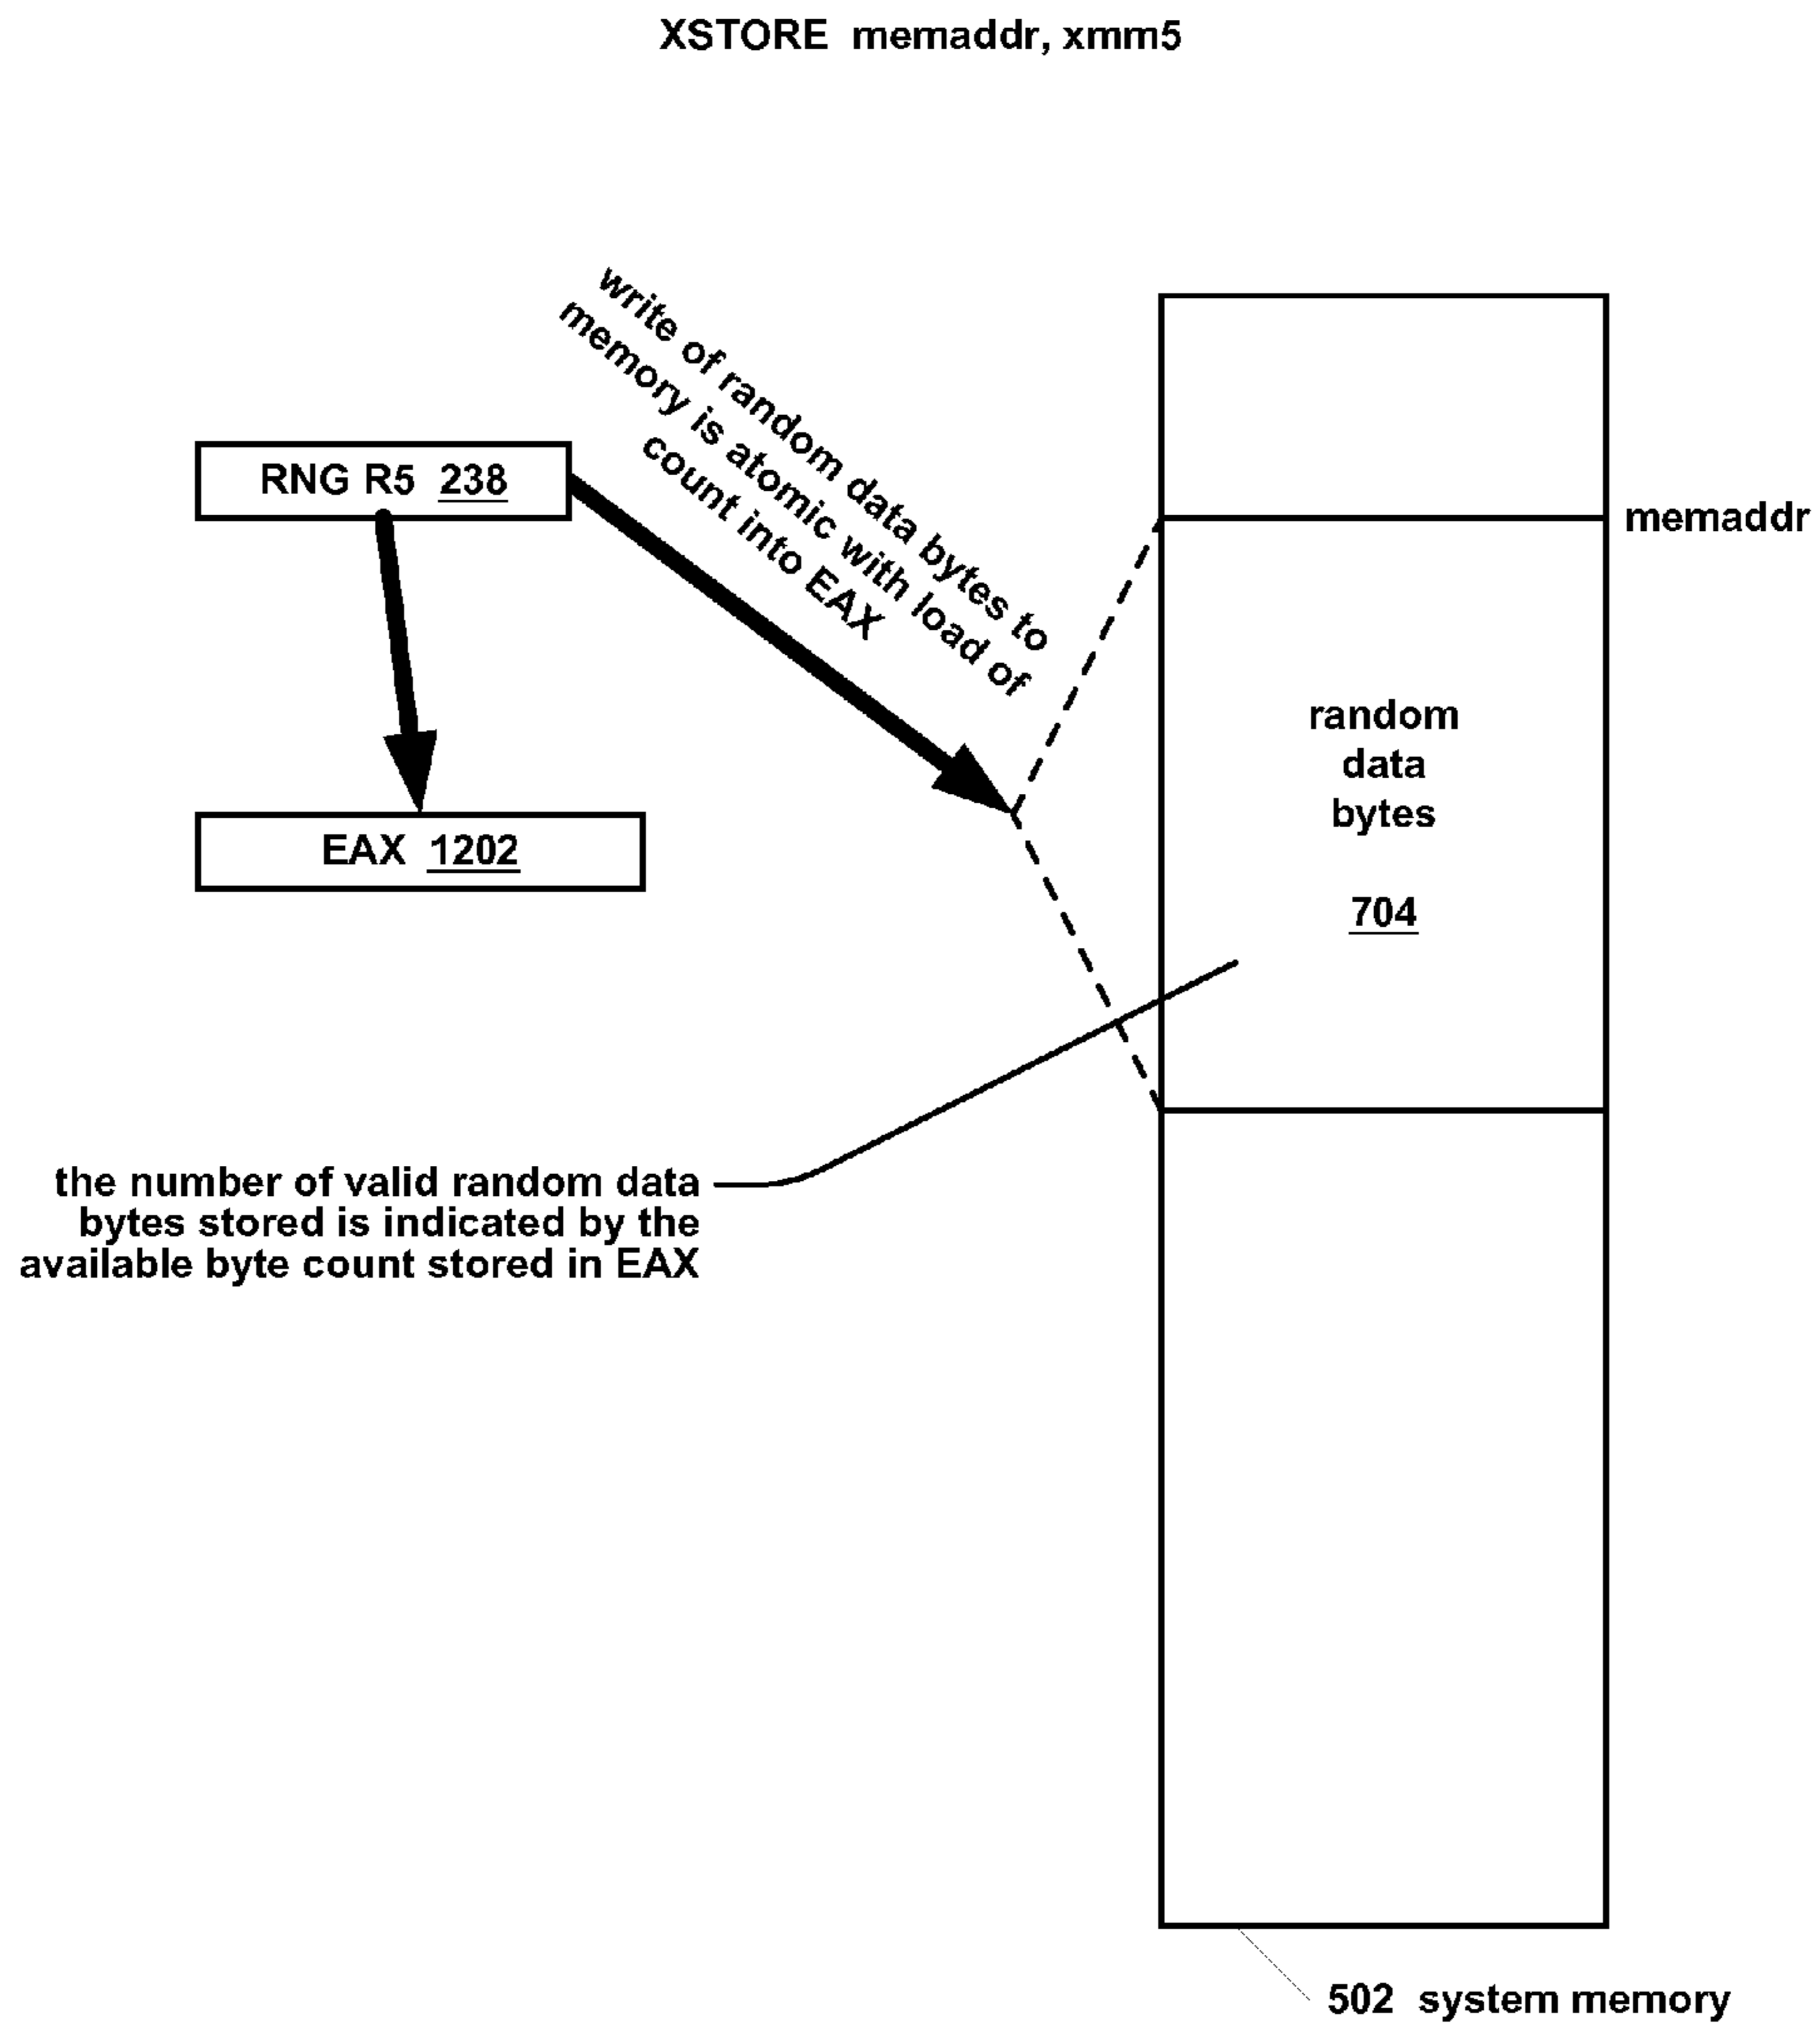 XSTORE memaddr, xmm5
write of random data bytes to
memory is atomic with load of
count into EAX
RNG R5 238
memaddr
random
data
bytes
704
EAX 1202
the number of valid random data
bytes stored is indicated by the
available byte count stored in EAX
502 system memory